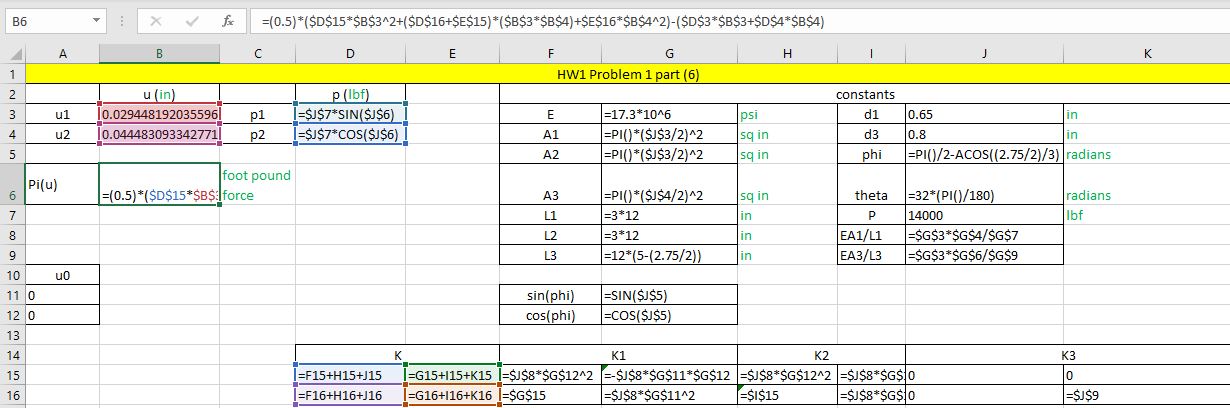 B6 =(0.5)*($D$15*$B$3^2+($D$16+$E$15)*($B$3*$B$4)+$E$16*$B$4^2)-($D$3*$B$3+$D$4*$B$4)
A B C D E F G H I J K
1 HW1 Problem 1 part (6)
2 u (in) p (lbf) constants
3 u1 0.029448192035596 p1 =$J$7*SIN($J$6) E =17.3*10^6 psi d1 0.65 in
4 u2 0.044483093342771 p2 =$J$7*COS($J$6) A1 =PI()*($J$3/2)^2 sq in d3 0.8 in
5 A2 =PI()*($J$3/2)^2 sq in phi =PI()/2-ACOS((2.75/2)/3) radians
6 Pi(u) =(0.5)*($D$15*$B$3 foot pound force A3 =PI()*($J$4/2)^2 sq in theta =32*(PI()/180) radians
7 L1 =3*12 in P 14000 lbf
8 L2 =3*12 in EA1/L1 =$G$3*$G$4/$G$7
9 L3 =12*(5-(2.75/2)) in EA3/L3 =$G$3*$G$6/$G$9
10 u0
11 0 sin(phi) =SIN($J$5)
12 0 cos(phi) =COS($J$5)
13
14 K K1 K2 K3
15 =F15+H15+J15 =G15+I15+K15 =$J$8*$G$12^2 =-$J$8*$G$11*$G$12 =$J$8*$G$12^2 =$J$8*$G$ 0 0
16 =F16+H16+J16 =G16+I16+K16 =$G$15 =$J$8*$G$11^2 =$I$15 =$J$8*$G$ 0 =$J$9